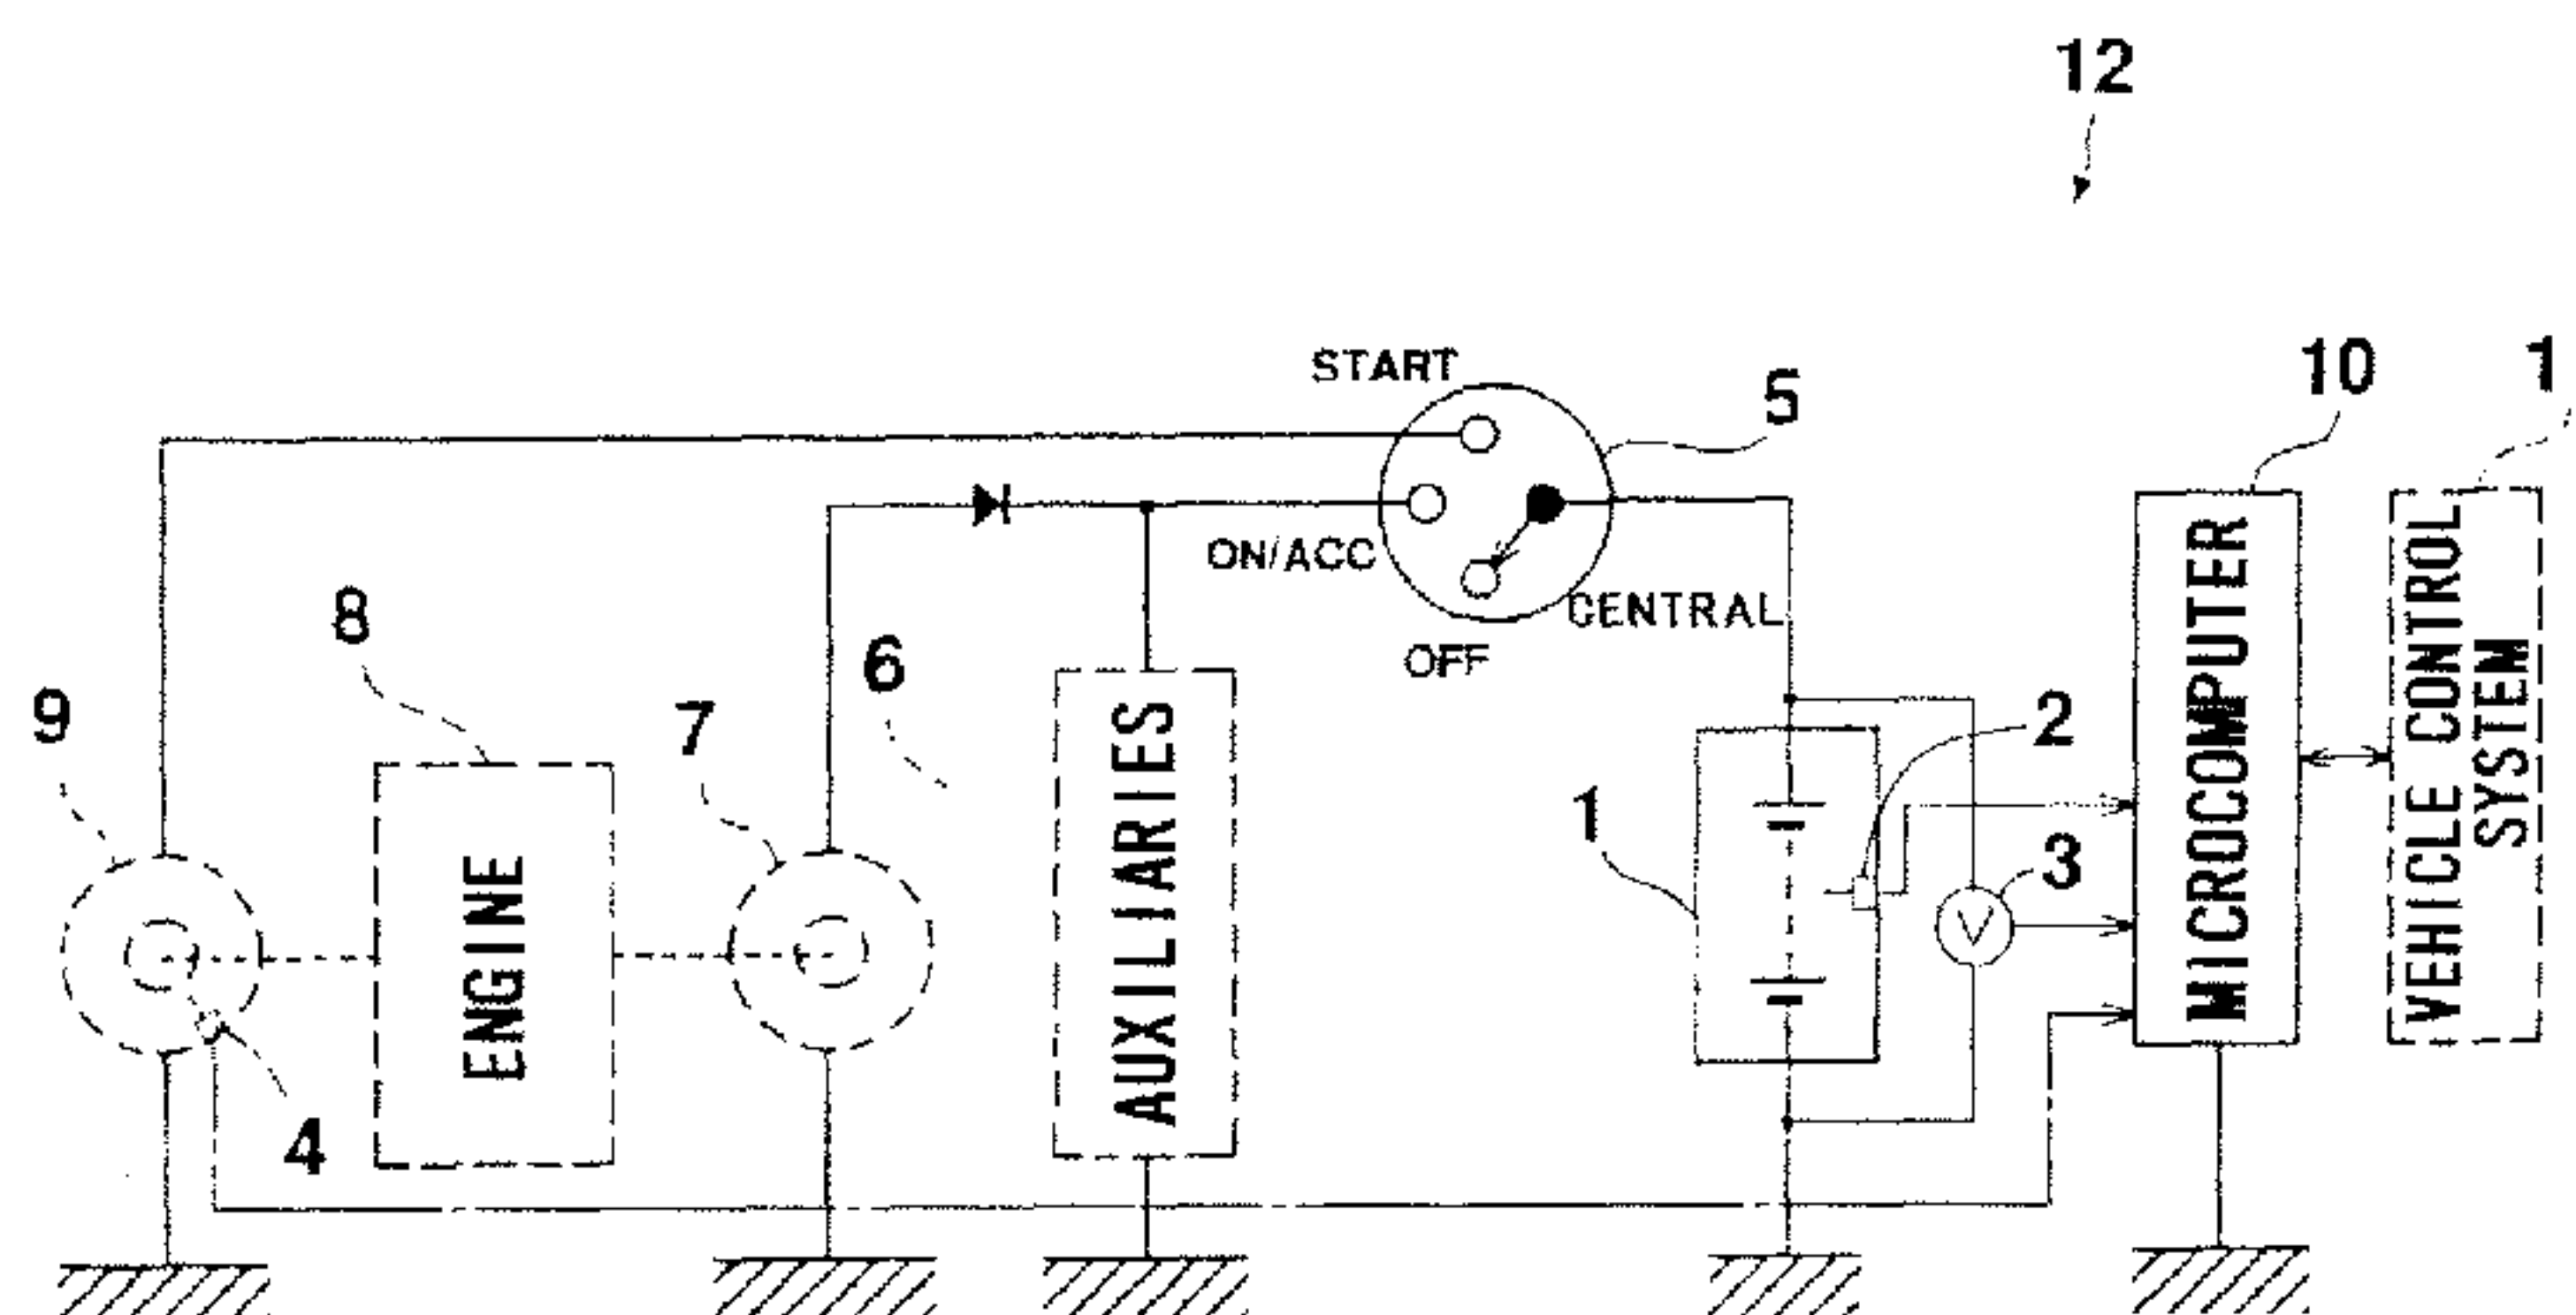 12
START
5
10
1
ON/ACC
CENTRAL
OFF
8
6
9
7
2
1
3
4
ENGINE
AUXILIARIES
V
MICROCOMPUTER
VEHICLE CONTROL
SYSTEM